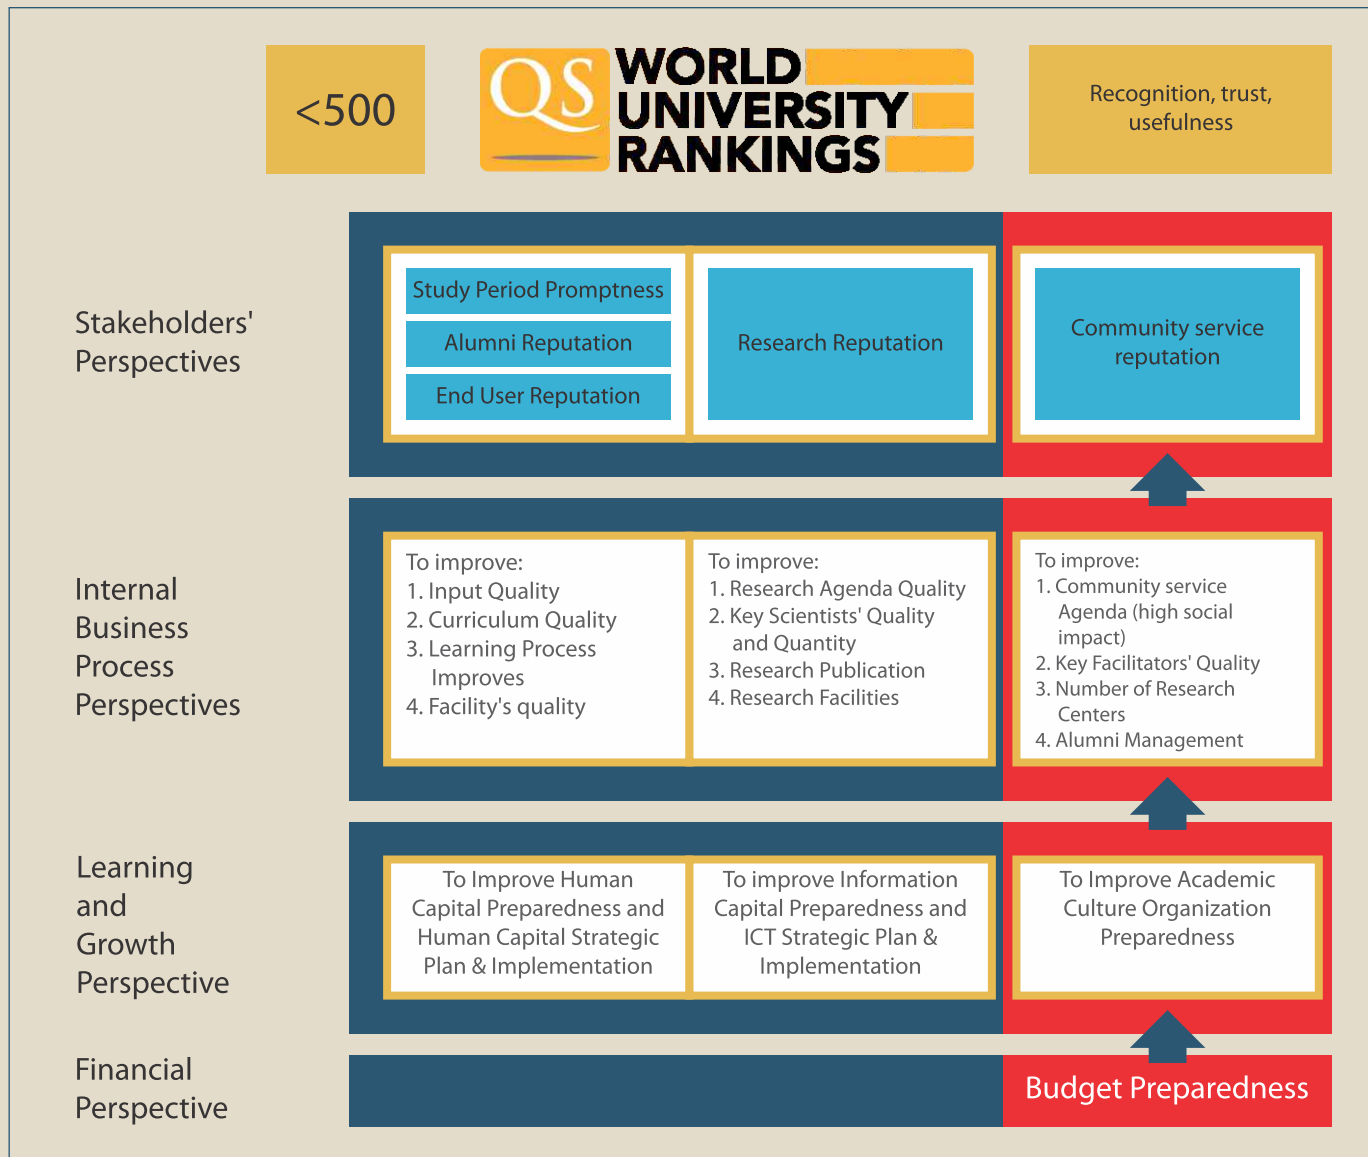 <500
QS
WORLD
UNIVERSITY
RANKINGS
Recognition, trust,
usefulness
Stakeholders'
Perspectives
Study Period Promptness
Alumni Reputation
End User Reputation
Research Reputation
Community service
reputation
Internal
Business
Process
Perspectives
To improve:
1. Input Quality
2. Curriculum Quality
3. Learning Process
Improves
4. Facility's quality
To improve:
1. Research Agenda Quality
2. Key Scientists' Quality
and Quantity
3. Research Publication
4. Research Facilities
To improve:
1. Community service
Agenda (high social
impact)
2. Key Facilitators' Quality
3. Number of Research
Centers
4. Alumni Management
Learning
and
Growth
Perspective
To Improve Human
Capital Preparedness and
Human Capital Strategic
Plan & Implementation
To improve Information
Capital Preparedness and
ICT Strategic Plan &
Implementation
To Improve Academic
Culture Organization
Preparedness
Financial
Perspective
Budget Preparedness